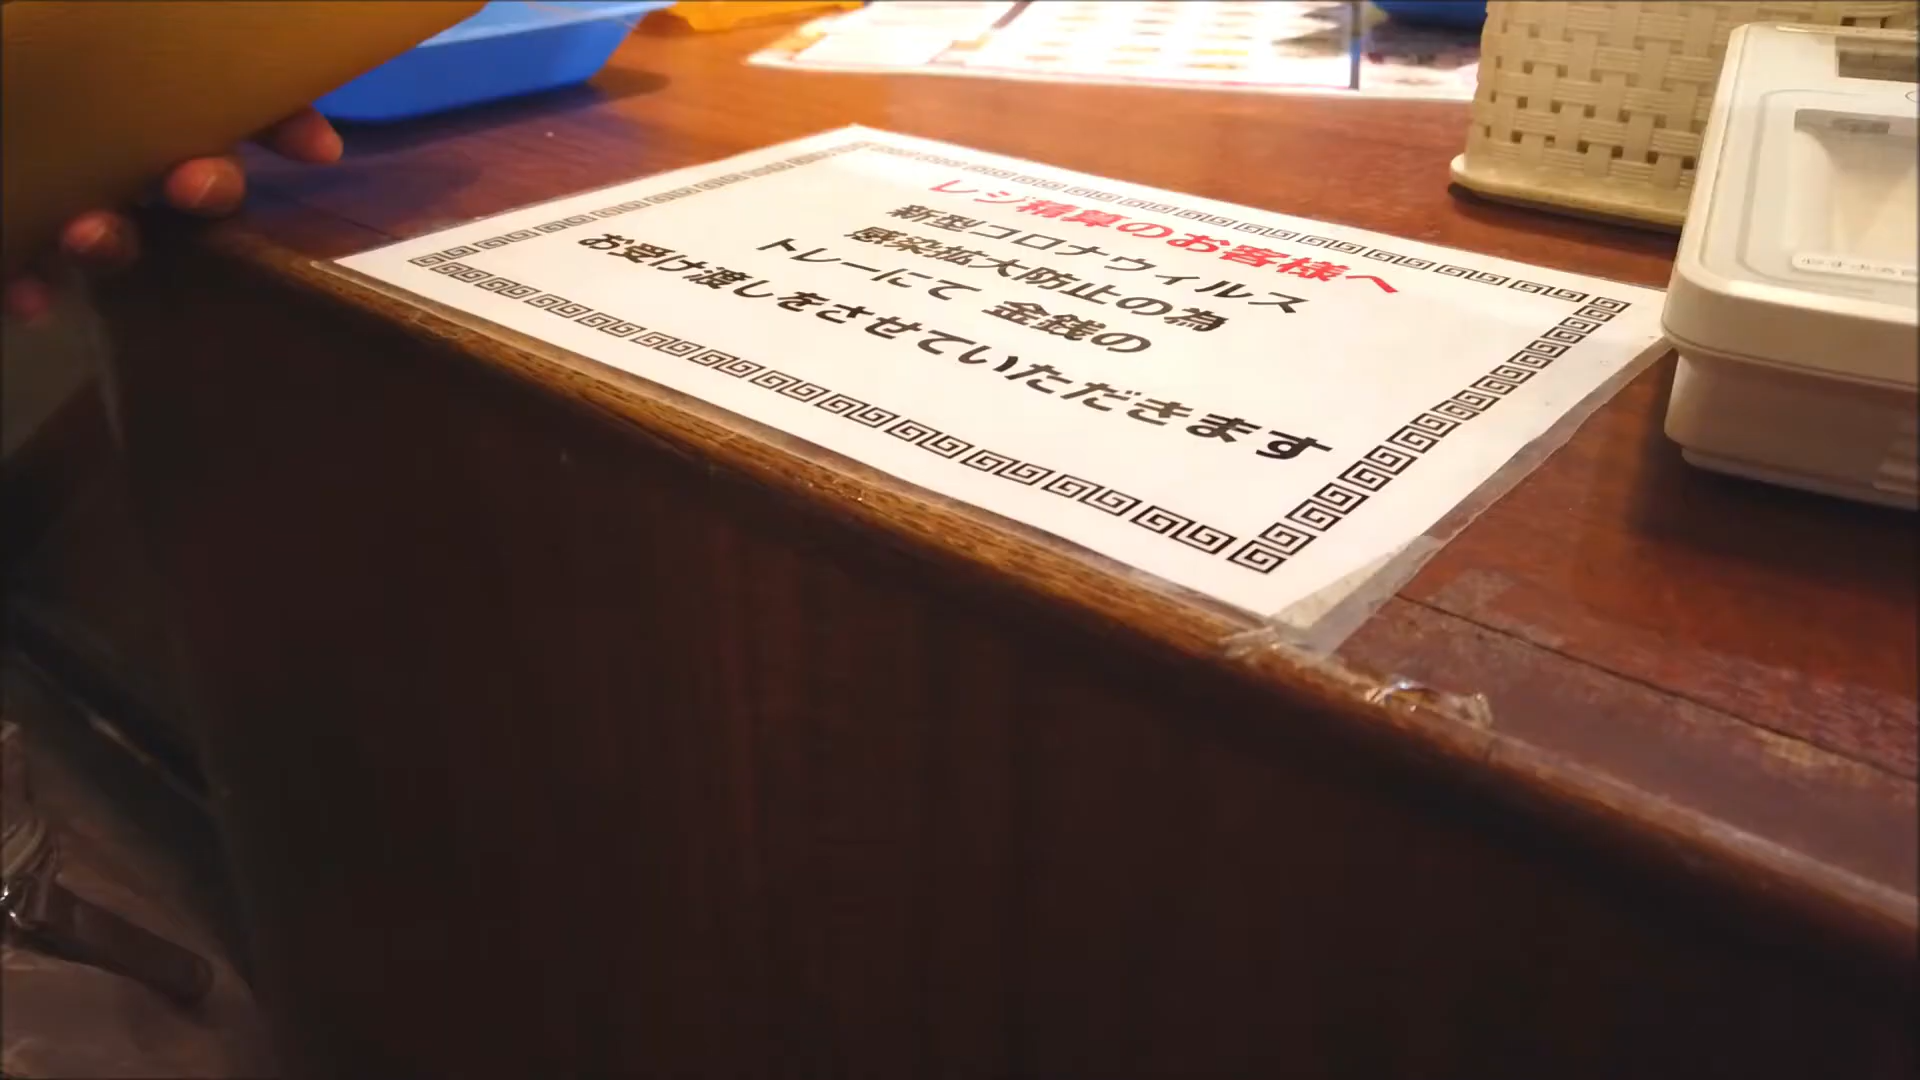 レジ精算のお客様へ
新型コロナウィルス
感染拡大防止の為
トレーにて 金銭の
お受け渡しをさせていただきます